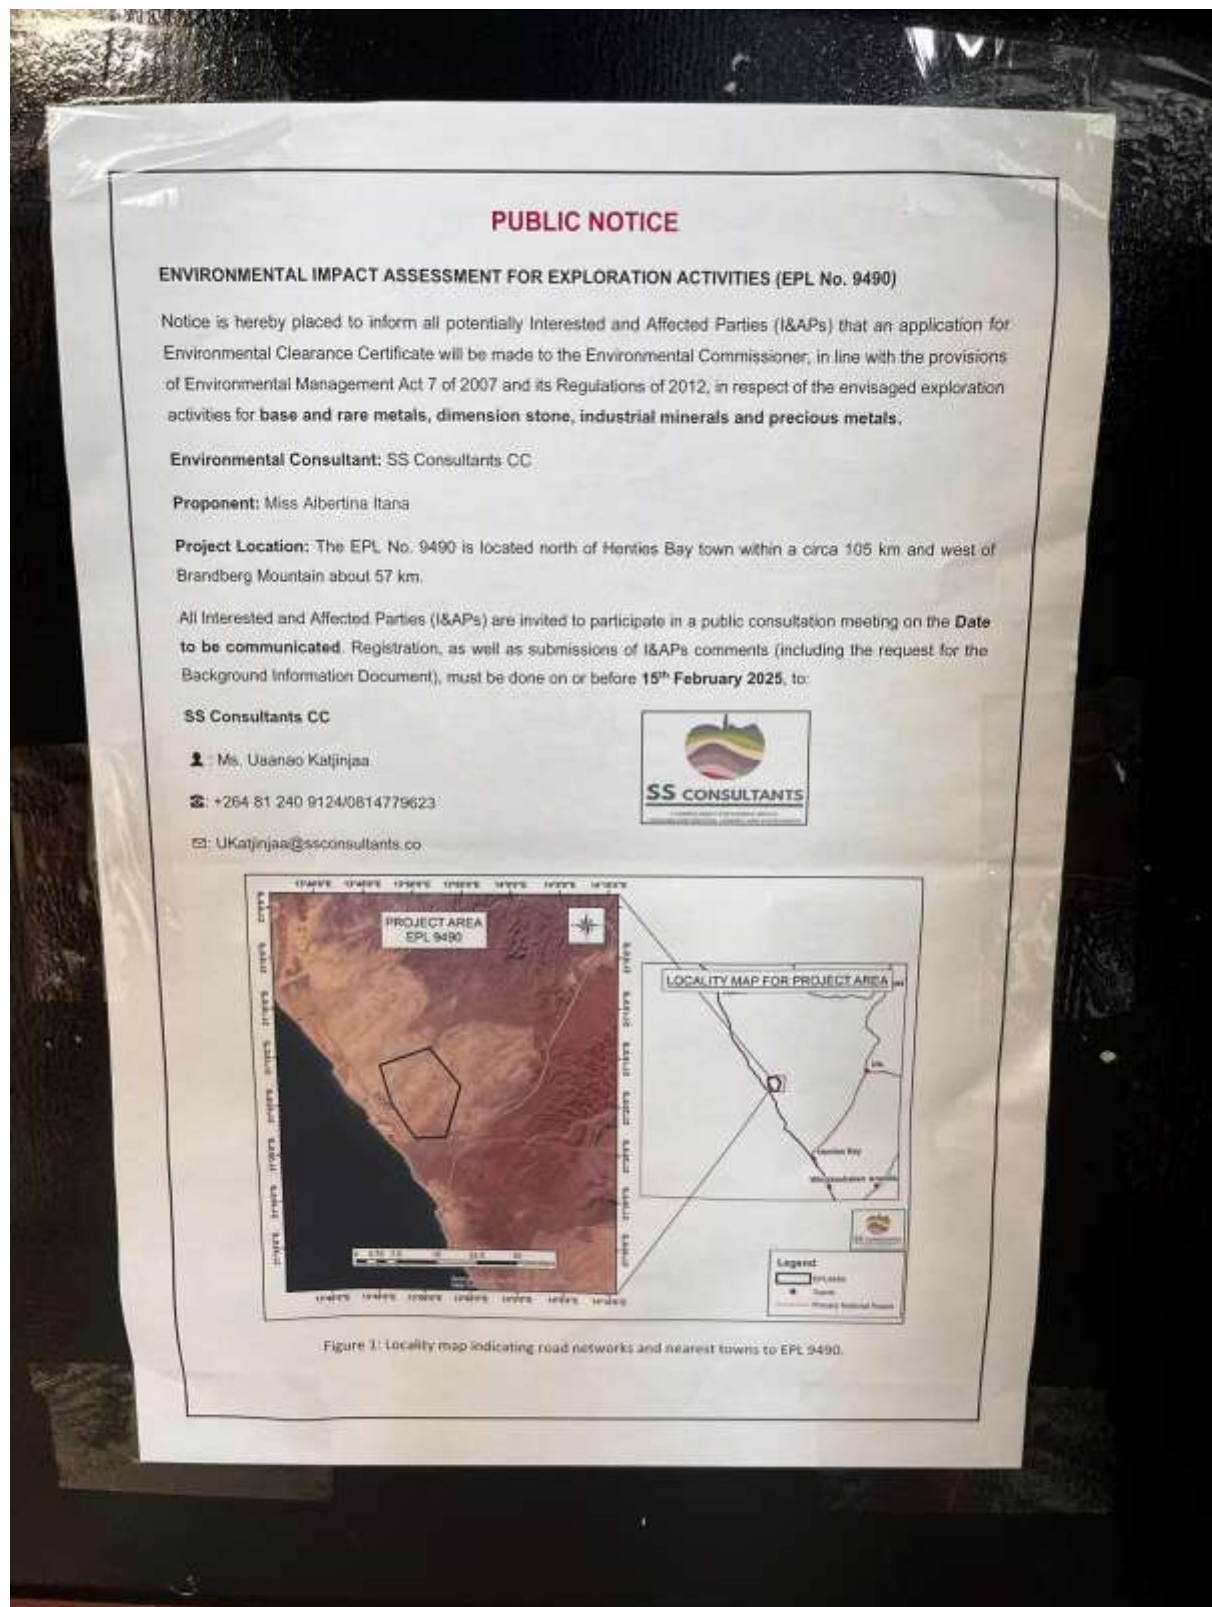 PUBLIC NOTICE
ENVIRONMENTAL IMPACT ASSESSMENT FOR EXPLORATION ACTIVITIES (EPL No. 9490)
Notice is hereby placed to inform all potentially Interested and Affected Parties (I&APs) that an application for
Environmental Clearance Certificate will be made to the Environmental Commissioner, in line with the provisions
of Environmental Management Act 7 of 2007 and its Regulations of 2012, in respect of the envisaged exploration
activities for base and rare metals, dimension stone, industrial minerals and precious metals.
Environmental Consultant: SS Consultants CC
Proponent: Miss Albertina Itana
Project Location: The EPL No. 9490 is located north of Henties Bay town within a circa 105 km and west of
Brandberg Mountain about 57 km.
All Interested and Affected Parties (I&APs) are invited to participate in a public consultation meeting on the Date
to be communicated. Registration, as well as submissions of I&APs comments (including the request for the
Background Information Document), must be done on or before 15th February 2025, to:
SS Consultants CC
: Ms. Uaanao Katjinjaa
: +264 81 240 9124/0814779623
: UKatjinjaa@ssconsultants.co
SS CONSULTANTS
PROJECT AREA
EPL 9490
LOCALITY MAP FOR PROJECT AREA
Uis
Henties Bay
Legend
EPL9490
Towns
Primary National Routes
Figure 1: Locality map indicating road networks and nearest towns to EPL 9490.